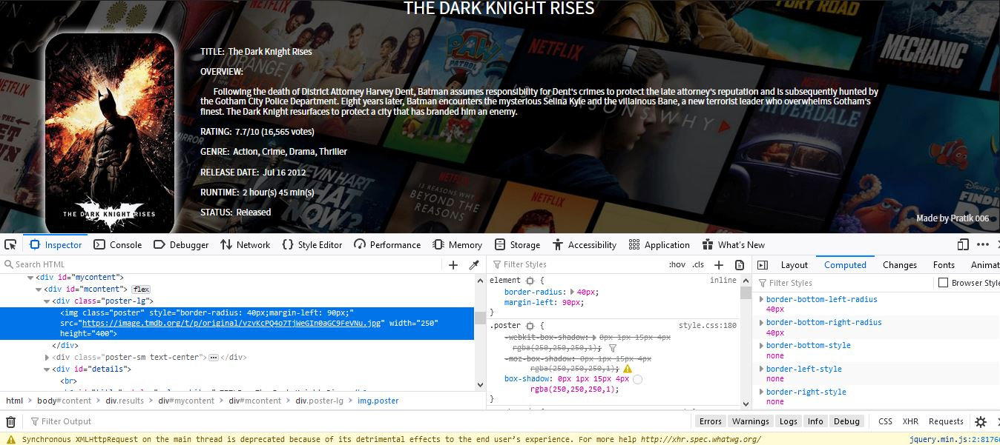 THE DARK KNIGHT RISES
FURY ROAD
MECHANIC
NETFLIX
PAW
PATROL
TITLE: The Dark Knight Rises
OVERVIEW:
Following the death of District Attorney Harvey Dent, Batman assumes responsibility for Dent's crimes to protect the late attorney's reputation and is subsequently hunted by
the Gotham City Police Department. Eight years later, Batman encounters the mysterious Selina Kyle and the villainous Bane, a new terrorist leader who overwhelms Gotham's
finest. The Dark Knight resurfaces to protect a city that has branded him an enemy.
NETFLIX
REASONS WHY
RIVERDALE
RATING: 7.7/10 (16,565 votes)
MIRROR
GENRE: Action, Crime, Drama, Thriller
RELEASE DATE: Jul 16 2012
KEVIN HART
WHAT
NOW?
NETFLIX
13 REASONS WHY
BEYOND THE
REASONS
NETFLIX
RUNTIME: 2 hour(s) 45 min(s)
STATUS: Released
THE DARK KNIGHT RISES
Made by Pratik 006
Inspector
Console
Debugger
Network
Style Editor
Performance
Memory
Storage
Accessibility
Application
What's New
Search HTML
Filter Styles
:hov .cls
Layout
Computed
Changes
Fonts
Animat
<div id="mycontent">
<div id="mcontent"> flex
<div class="poster-lg">
<img class="poster" style="border-radius: 40px;margin-left: 90px;"
src="https://image.tmdb.org/t/p/original/vzvKcPQ4o7TjWeGIn0aGC9FeVNu.jpg" width="250"
height="400">
</div>
<div class="poster-sm text-center"> </div>
<div id="details">
<br>
element { inline
border-radius: 40px;
margin-left: 90px;
}
.poster { style.css:180
-webkit-box-shadow: 0px 1px 15px 4px
rgba(250,250,250,1);
-moz-box-shadow: 0px 1px 15px 4px
rgba(250,250,250,1);
box-shadow: 0px 1px 15px 4px
rgba(250,250,250,1);
}
Filter Styles
Browser Style
border-bottom-left-radius
40px
border-bottom-right-radius
40px
border-bottom-style
none
border-left-style
none
border-right-style
none
html > body#content > div.results > div#mycontent > div#mcontent > div.poster-lg > img.poster
Filter Output
Errors Warnings Logs Info Debug CSS XHR Requests
Synchronous XMLHttpRequest on the main thread is deprecated because of its detrimental effects to the end user's experience. For more help http://xhr.spec.whatwg.org/
jquery.min.js:2:8176